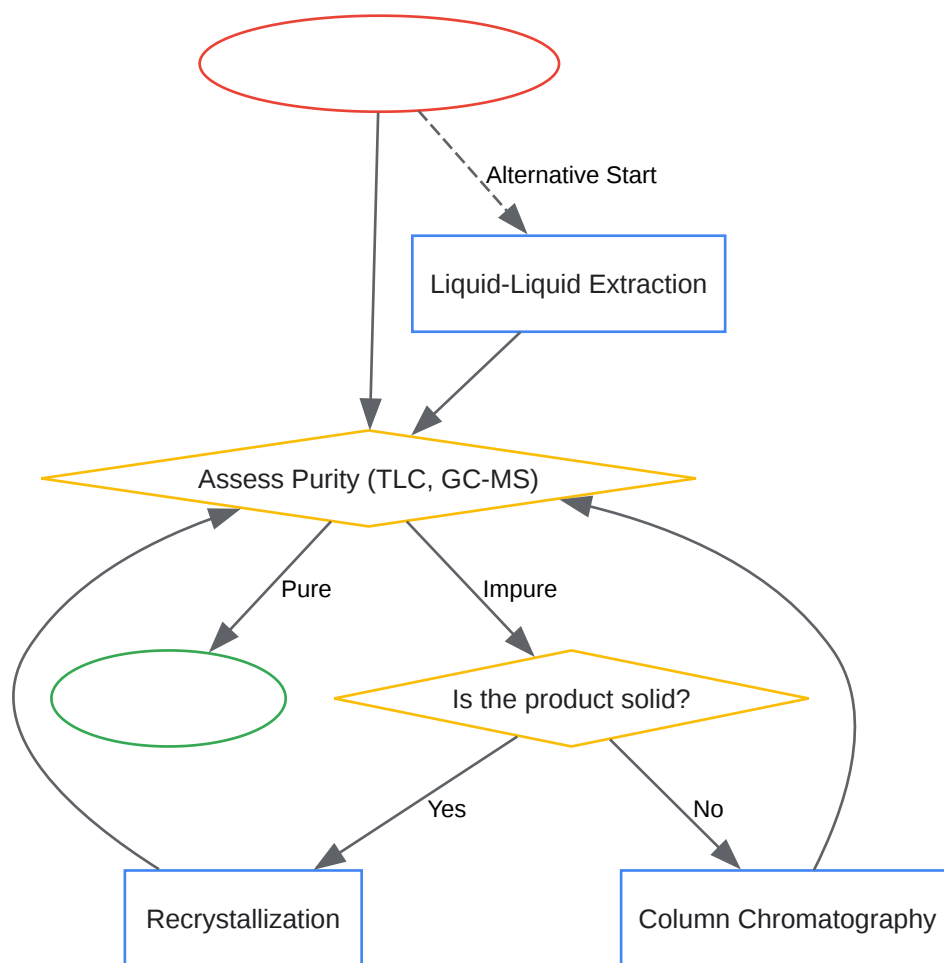 Alternative Start
Liquid-Liquid Extraction
Assess Purity (TLC, GC-MS)
Pure
Impure
Is the product solid?
Yes
No
Recrystallization
Column Chromatography